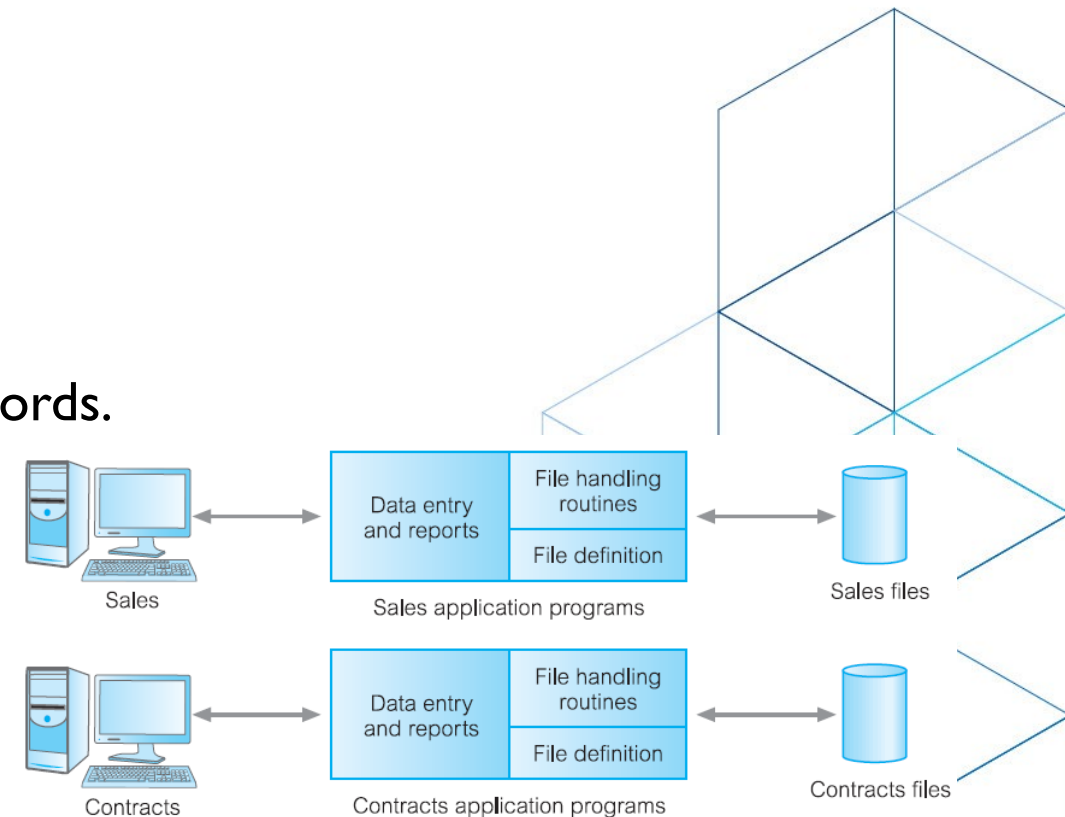 ords.
Data entry
and reports
File handling
routines
File definition
Sales
Sales application programs
Sales files
Data entry
and reports
File handling
routines
File definition
Contracts
Contracts application programs
Contracts files